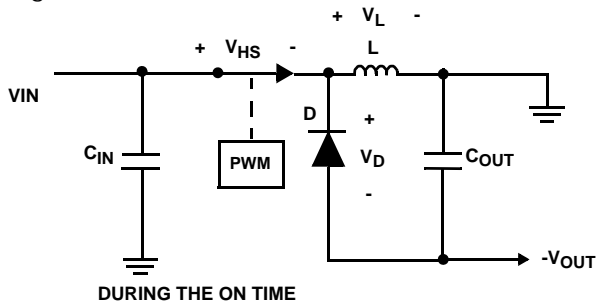 + V_L -
+ V_HS -
L
VIN
D
+
C_IN
PWM
V_D
C_OUT
-
-V_OUT
DURING THE ON TIME